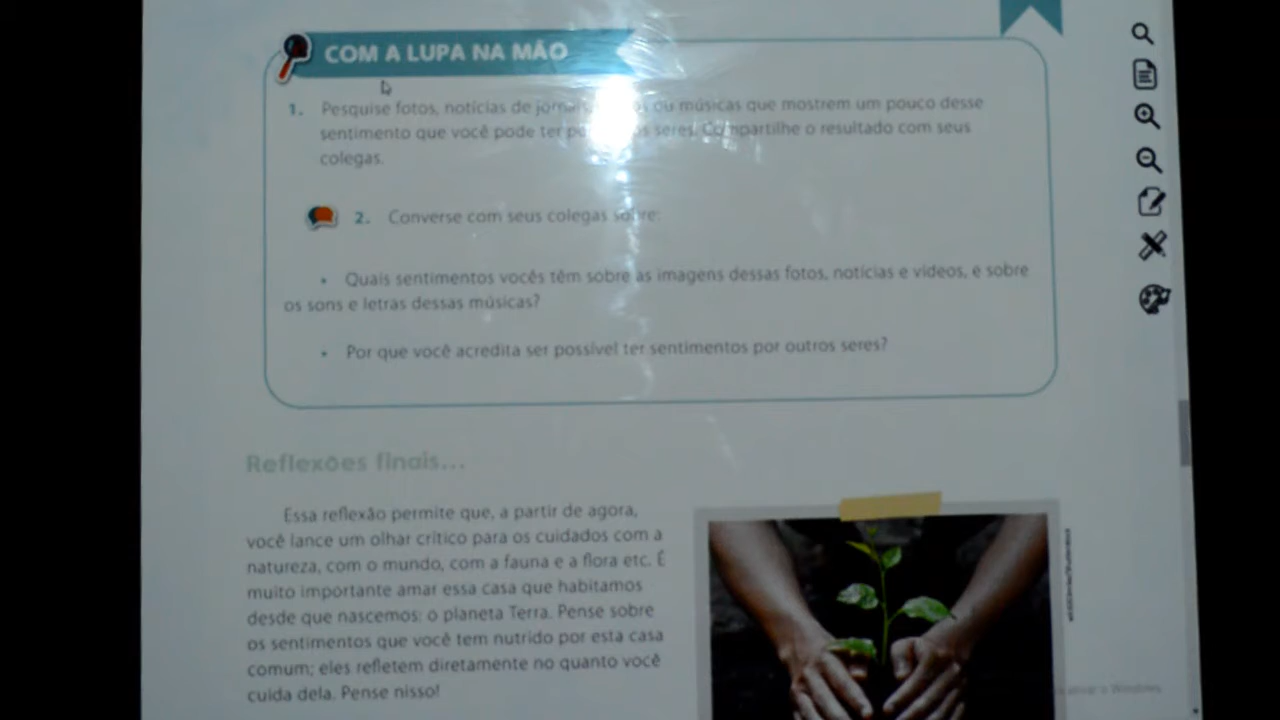 COM A LUPA NA MÃO
1. Pesquise fotos, notícias de jornais, ou músicas que mostrem um pouco desse
sentimento que você pode ter seres. Compartilhe o resultado com seus
colegas.
2. Converse com seus colegas sobre:
• Quais sentimentos vocês têm sobre as imagens dessas fotos, notícias e vídeos, e sobre
os sons e letras dessas músicas?
• Por que você acredita ser possível ter sentimentos por outros seres?
Reflexões finais...
Essa reflexão permite que, a partir de agora,
você lance um olhar crítico para os cuidados com a
natureza, com o mundo, com a fauna e a flora etc. É
muito importante amar essa casa que habitamos
desde que nascemos: o planeta Terra. Pense sobre
os sentimentos que você tem nutrido por esta casa
comum; eles refletem diretamente no quanto você
cuida dela. Pense nisso!
o Windows.